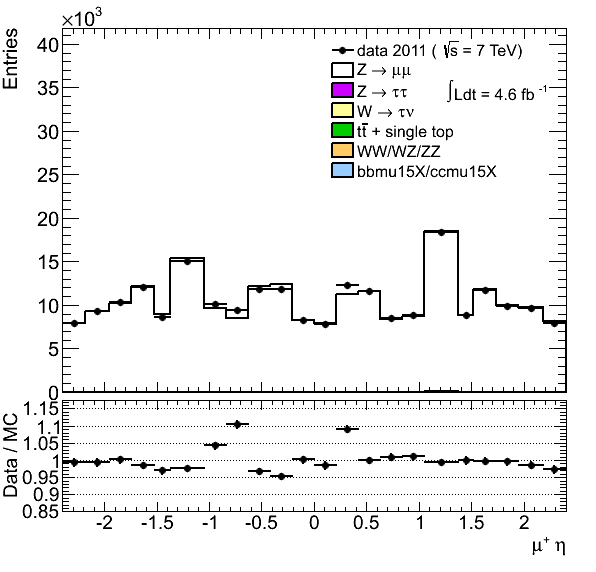 ×10³
Entries
40
35
30
25
20
15
10
5
0
data 2011 ( √s = 7 TeV)
Z → μμ
Z → ττ
W → τν
tt̄ + single top
WW/WZ/ZZ
bbmu15X/ccmu15X
∫Ldt = 4.6 fb⁻¹
Data / MC
1.15
1.1
1.05
1
0.95
0.9
0.85
-2 -1.5 -1 -0.5 0 0.5 1 1.5 2
μ⁺ η